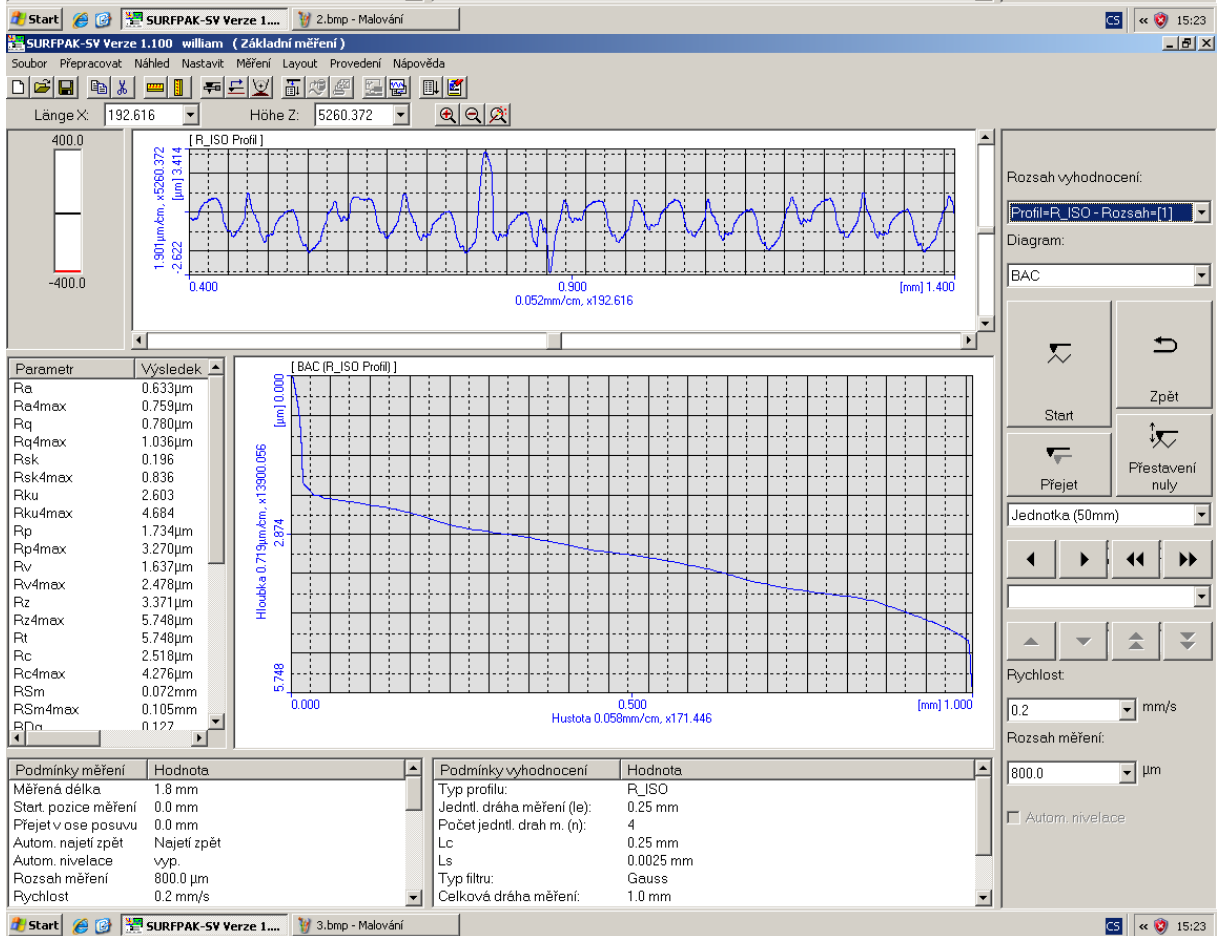 Start SURFPAK-SV Verze 1.... 2.bmp - Malování CS « 15:23
SURFPAK-SV Verze 1.100 william ( Základní měření )
Soubor Přepracovat Náhled Nastavit Měření Layout Provedení Nápověda
Länge X: 192.616 Höhe Z: 5260.372
400.0
-400.0
[ R_ISO Profil ]
1.901µm/cm, x5260.372
-2.622 [µm] 3.414
0.400 0.900 [mm] 1.400
0.052mm/cm, x192.616
Rozsah vyhodnocení:
Profil=R_ISO - Rozsah=[1]
Diagram:
BAC
Start
Zpět
Přejet
Přestavení
nuly
Jednotka (50mm)
Rychlost:
0.2 mm/s
Rozsah měření:
800.0 µm
Autom. nivelace
Parametr Výsledek
Ra 0.633µm
Ra4max 0.759µm
Rq 0.780µm
Rq4max 1.036µm
Rsk 0.196
Rsk4max 0.836
Rku 2.603
Rku4max 4.684
Rp 1.734µm
Rp4max 3.270µm
Rv 1.637µm
Rv4max 2.478µm
Rz 3.371µm
Rz4max 5.748µm
Rt 5.748µm
Rc 2.518µm
Rc4max 4.276µm
RSm 0.072mm
RSm4max 0.105mm
RDq 0.127
[ BAC (R_ISO Profil) ]
Hloubka 0.719µm/cm, x13900.056
5.748 2.874 [µm] 0.000
0.000 0.500 [mm] 1.000
Hustota 0.058mm/cm, x171.446
Podmínky měření Hodnota
Měřená délka 1.8 mm
Start. pozice měření 0.0 mm
Přejet v ose posuvu 0.0 mm
Autom. najetí zpět Najetí zpět
Autom. nivelace vyp.
Rozsah měření 800.0 µm
Rychlost 0.2 mm/s
Podmínky vyhodnocení Hodnota
Typ profilu: R_ISO
Jedntl. dráha měření (le): 0.25 mm
Počet jedntl. drah m. (n): 4
Lc 0.25 mm
Ls 0.0025 mm
Typ filtru: Gauss
Celková dráha měření: 1.0 mm
Start SURFPAK-SV Verze 1.... 3.bmp - Malování CS « 15:23